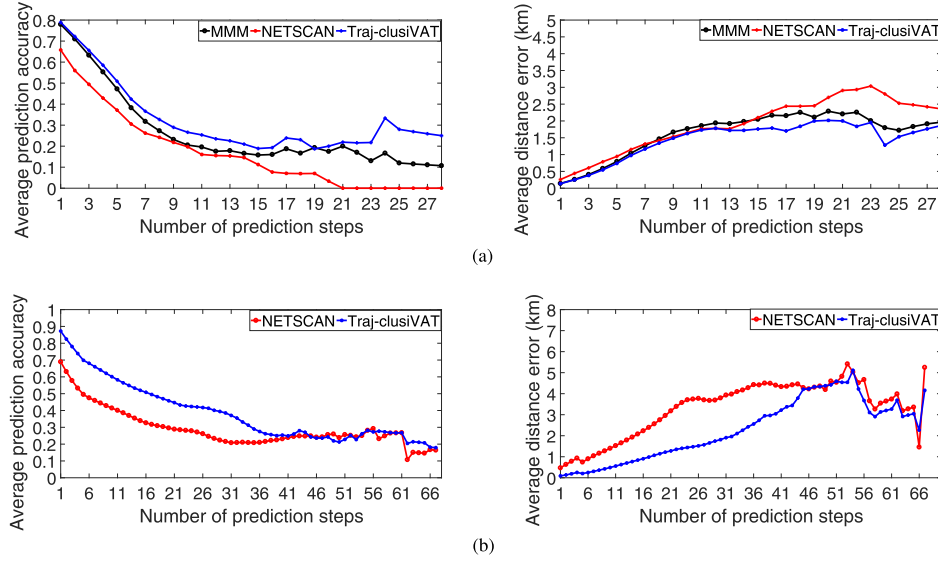 MMM NETSCAN Traj-clusiVAT
Average prediction accuracy
0.8
0.7
0.6
0.5
0.4
0.3
0.2
0.1
0
1 3 5 7 9 11 13 15 17 19 21 23 25 27
Number of prediction steps
MMM NETSCAN Traj-clusiVAT
Average distance error (km)
5
4.5
4
3.5
3
2.5
2
1.5
1
0.5
0
1 3 5 7 9 11 13 15 17 19 21 23 25 27
Number of prediction steps
(a)
NETSCAN Traj-clusiVAT
Average prediction accuracy
1
0.9
0.8
0.7
0.6
0.5
0.4
0.3
0.2
0.1
0
1 6 11 16 21 26 31 36 41 46 51 56 61 66
Number of prediction steps
NETSCAN Traj-clusiVAT
Average distance error (km)
8
7
6
5
4
3
2
1
0
1 6 11 16 21 26 31 36 41 46 51 56 61 66
Number of prediction steps
(b)